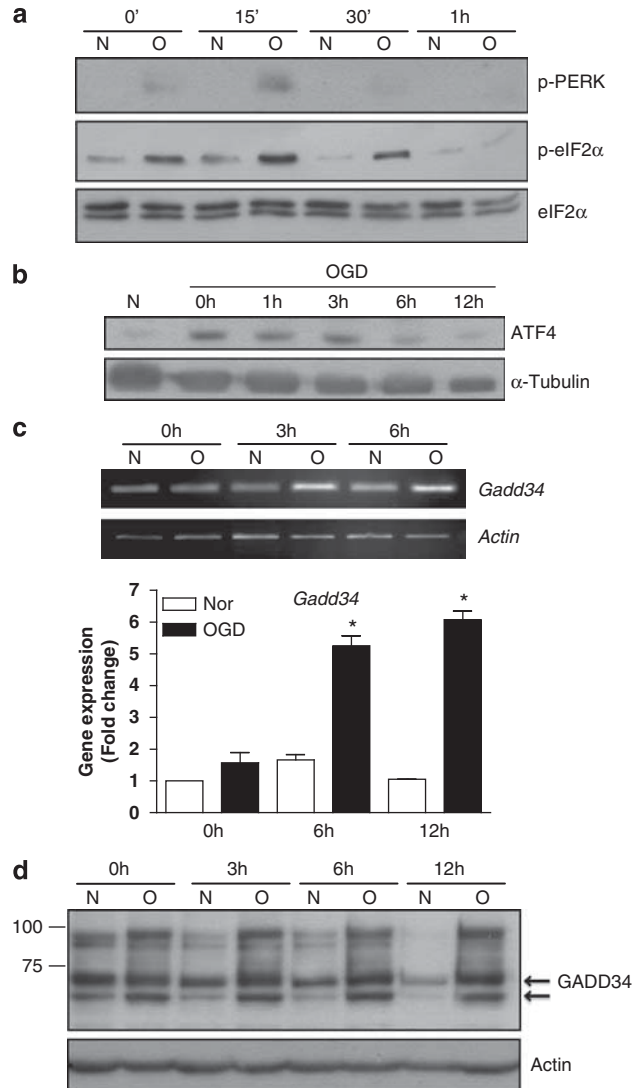 a
0’ 15’ 30’ 1h
N O N O N O N O
p-PERK
p-eIF2α
eIF2α
b
OGD
N 0h 1h 3h 6h 12h
ATF4
α-Tubulin
c
0h 3h 6h
N O N O N O
Gadd34
Actin
Gene expression
(Fold change)
7
6
5
4
3
2
1
0
Nor
OGD
Gadd34
*
*
0h 6h 12h
d
0h 3h 6h 12h
N O N O N O N O
100
75
GADD34
Actin